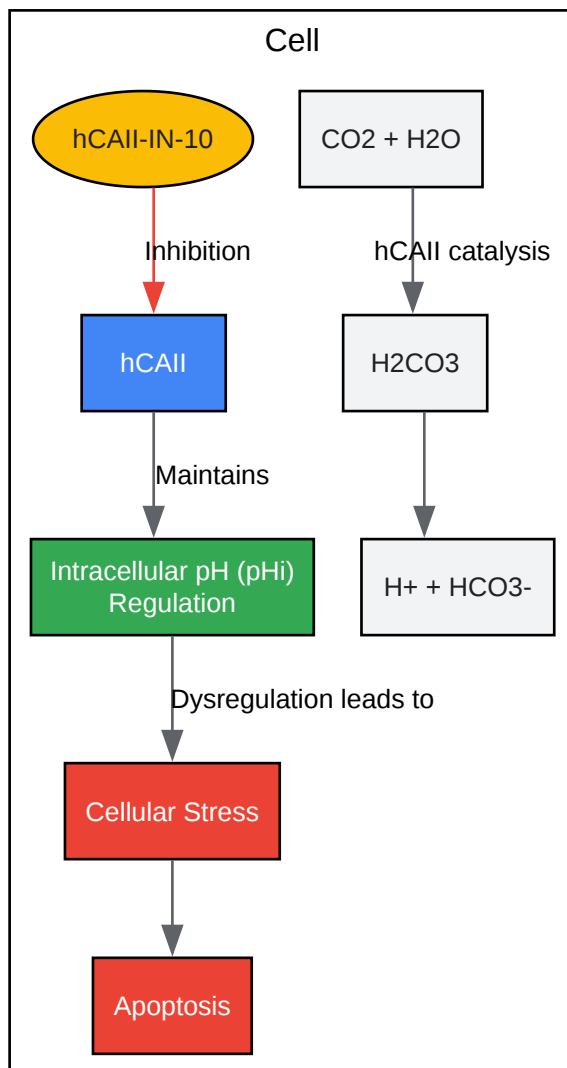 Cell
hCAII-IN-10
CO2 + H2O
Inhibition
hCAII catalysis
hCAII
H2CO3
Maintains
Intracellular pH (pHi)
Regulation
H+ + HCO3-
Dysregulation leads to
Cellular Stress
Apoptosis